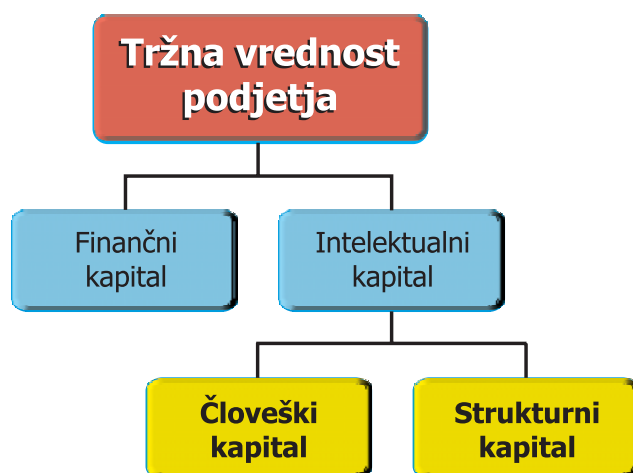 Tržna vrednost
podjetja
Finančni
kapital
Intelektualni
kapital
Človeški
kapital
Strukturni
kapital